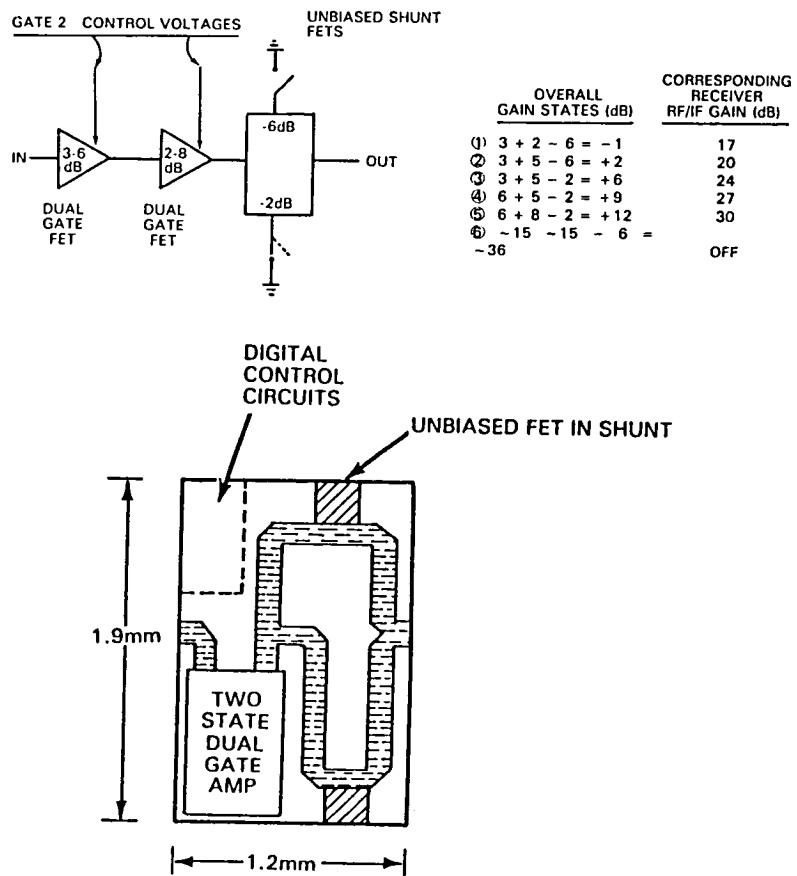 GATE 2 CONTROL VOLTAGES
UNBIASED SHUNT
FETS
-6dB
IN
3-6
dB
2-8
dB
OUT
-2dB
DUAL
GATE
FET
DUAL
GATE
FET
OVERALL
GAIN STATES (dB)
CORRESPONDING
RECEIVER
RF/IF GAIN (dB)
① 3 + 2 - 6 = -1 17
② 3 + 5 - 6 = +2 20
③ 3 + 5 - 2 = +6 24
④ 6 + 5 - 2 = +9 27
⑤ 6 + 8 - 2 = +12 30
⑥ ~15 ~15 - 6 =
~36 OFF
DIGITAL
CONTROL
CIRCUITS
UNBIASED FET IN SHUNT
1.9mm
TWO
STATE
DUAL
GATE
AMP
1.2mm